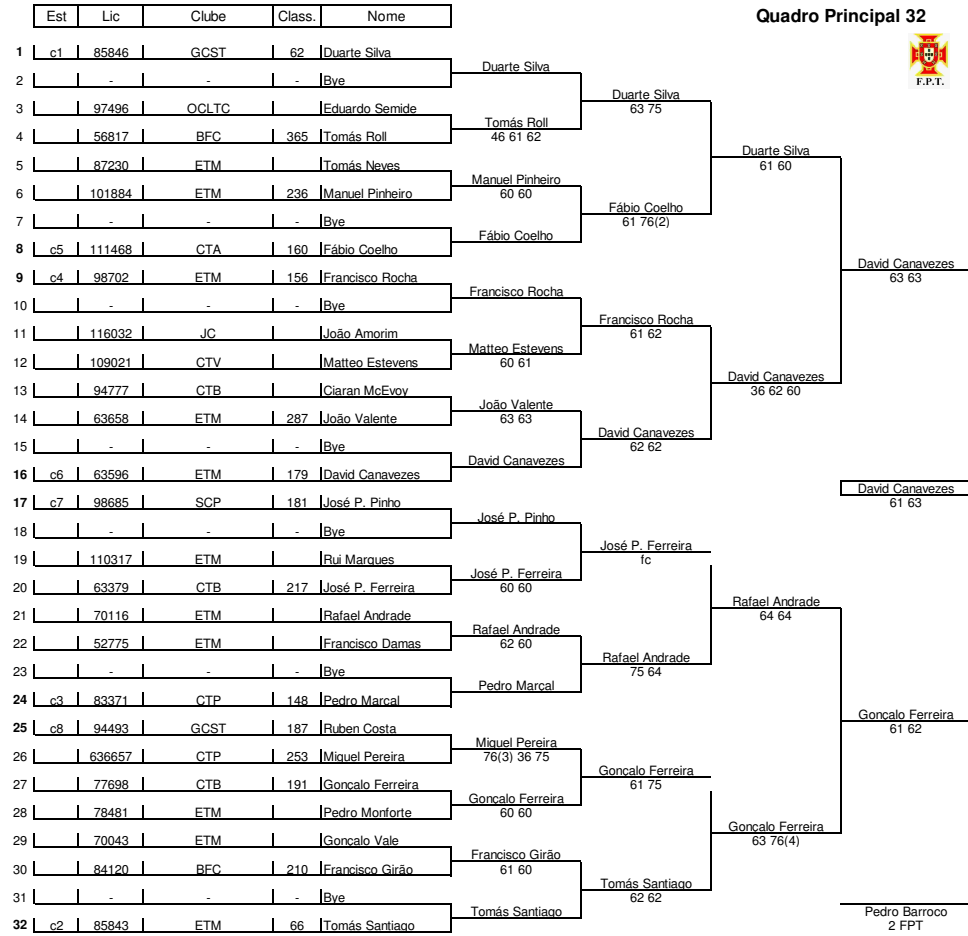 Est Lic Clube Class. Nome
Quadro Principal 32
F.P.T.
1 c1 85846 GCST 62 Duarte Silva
Duarte Silva
2 - - - Bye
Duarte Silva
63 75
3 97496 OCLTC Eduardo Semide
Tomás Roll
46 61 62
4 56817 BFC 365 Tomás Roll
Duarte Silva
61 60
5 87230 ETM Tomás Neves
Manuel Pinheiro
60 60
6 101884 ETM 236 Manuel Pinheiro
Fábio Coelho
61 76(2)
7 - - - Bye
Fábio Coelho
8 c5 111468 CTA 160 Fábio Coelho
David Canavezes
63 63
9 c4 98702 ETM 156 Francisco Rocha
Francisco Rocha
10 - - - Bye
Francisco Rocha
61 62
11 116032 JC João Amorim
Matteo Estevens
60 61
12 109021 CTV Matteo Estevens
David Canavezes
36 62 60
13 94777 CTB Ciaran McEvoy
João Valente
63 63
14 63658 ETM 287 João Valente
David Canavezes
62 62
15 - - - Bye
David Canavezes
16 c6 63596 ETM 179 David Canavezes
David Canavezes
61 63
17 c7 98685 SCP 181 José P. Pinho
José P. Pinho
18 - - - Bye
José P. Ferreira
fc
19 110317 ETM Rui Marques
José P. Ferreira
60 60
20 63379 CTB 217 José P. Ferreira
Rafael Andrade
64 64
21 70116 ETM Rafael Andrade
Rafael Andrade
62 60
22 52775 ETM Francisco Damas
Rafael Andrade
75 64
23 - - - Bye
Pedro Marçal
24 c3 83371 CTP 148 Pedro Marçal
Gonçalo Ferreira
61 62
25 c8 94493 GCST 187 Ruben Costa
Miguel Pereira
76(3) 36 75
26 636657 CTP 253 Miguel Pereira
Gonçalo Ferreira
61 75
27 77698 CTB 191 Gonçalo Ferreira
Gonçalo Ferreira
60 60
28 78481 ETM Pedro Monforte
Gonçalo Ferreira
63 76(4)
29 70043 ETM Gonçalo Vale
Francisco Girão
61 60
30 84120 BFC 210 Francisco Girão
Tomás Santiago
62 62
31 - - - Bye
Tomás Santiago
32 c2 85843 ETM 66 Tomás Santiago
Pedro Barroco
2 FPT